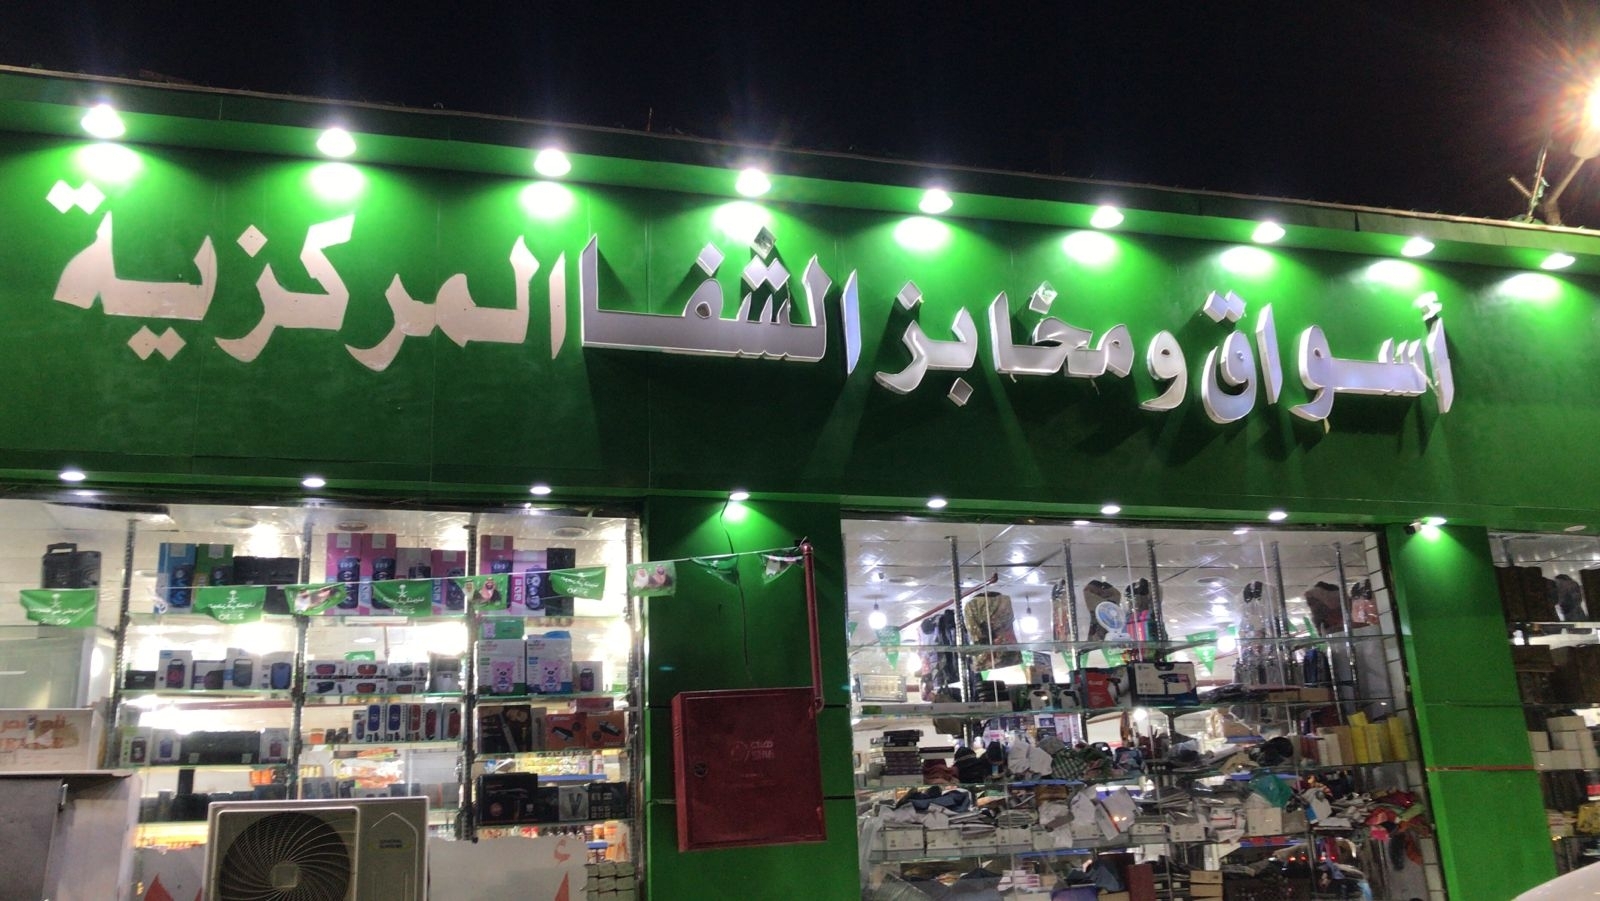 أسواق ومخابز الشفا المركزية